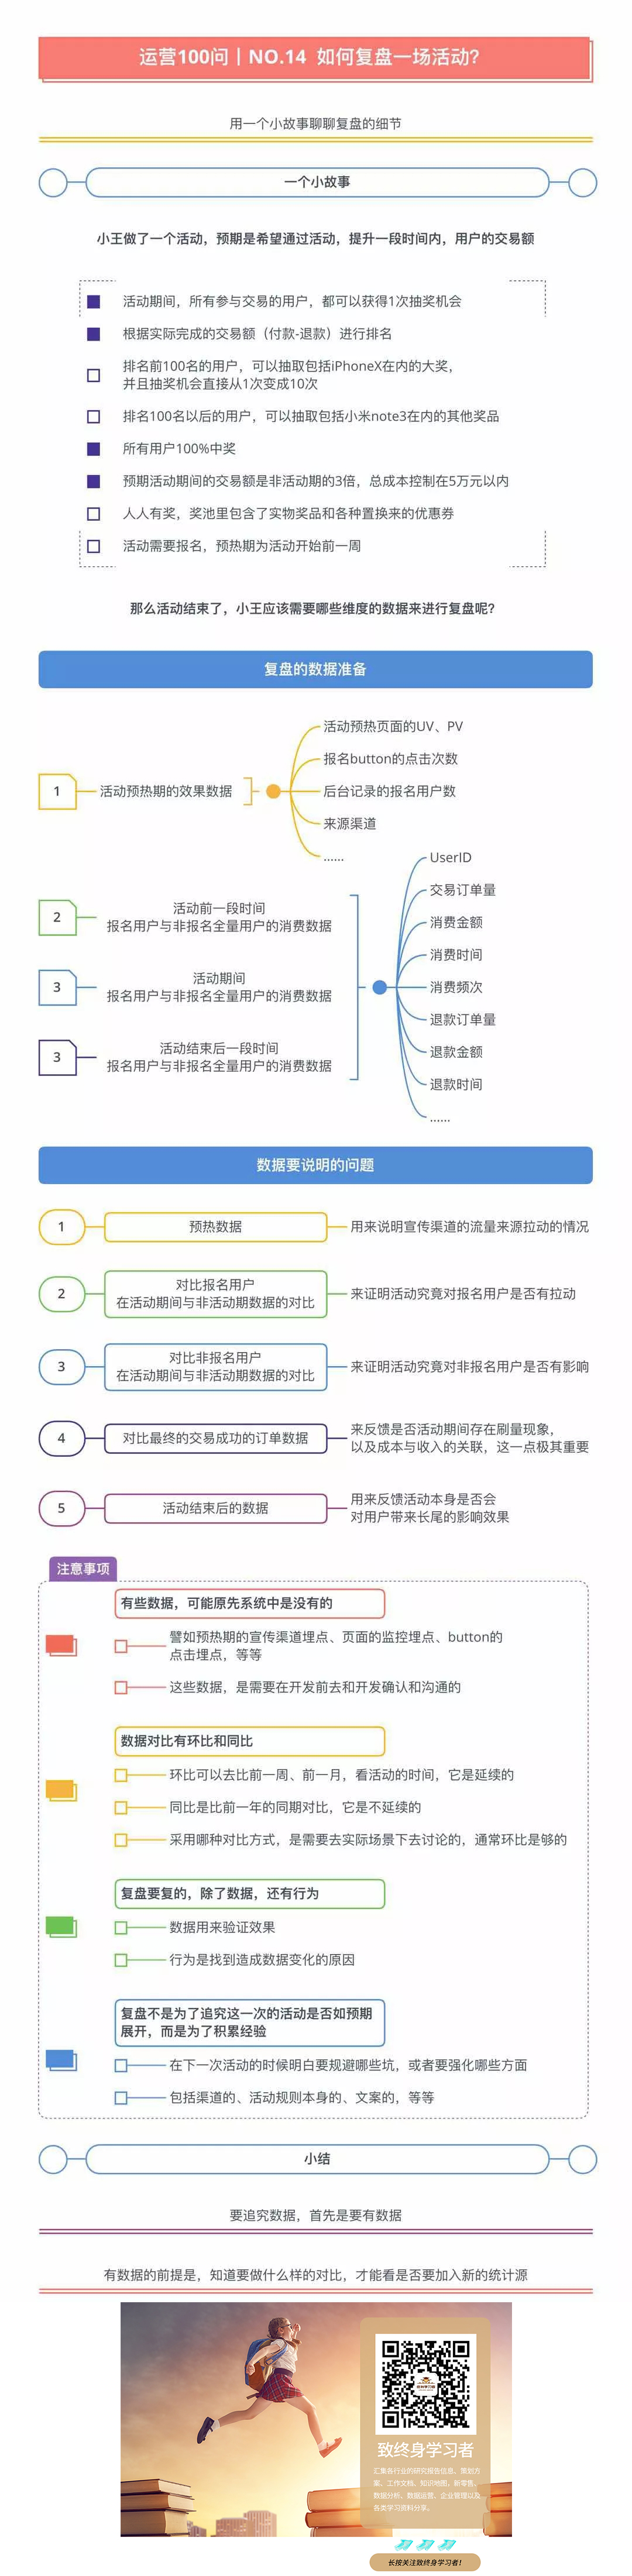 运营100问丨NO.14 如何复盘一场活动?
用一个小故事聊聊复盘的细节
一个小故事
小王做了一个活动，预期是希望通过活动，提升一段时间内，用户的交易额
活动期间，所有参与交易的用户，都可以获得1次抽奖机会
根据实际完成的交易额（付款-退款）进行排名
排名前100名的用户，可以抽取包括iPhoneX在内的大奖，
并且抽奖机会直接从1次变成10次
排名100名以后的用户，可以抽取包括小米note3在内的其他奖品
所有用户100%中奖
预期活动期间的交易额是非活动期的3倍，总成本控制在5万元以内
人人有奖，奖池里包含了实物奖品和各种置换来的优惠券
活动需要报名，预热期为活动开始前一周
那么活动结束了，小王应该需要哪些维度的数据来进行复盘呢?
复盘的数据准备
1
活动预热期的效果数据
活动预热页面的UV、PV
报名button的点击次数
后台记录的报名用户数
来源渠道
......
2
活动前一段时间
报名用户与非报名全量用户的消费数据
3
活动期间
报名用户与非报名全量用户的消费数据
3
活动结束后一段时间
报名用户与非报名全量用户的消费数据
UserID
交易订单量
消费金额
消费时间
消费频次
退款订单量
退款金额
退款时间
......
数据要说明的问题
1
预热数据
用来说明宣传渠道的流量来源拉动的情况
2
对比报名用户
在活动期间与非活动期数据的对比
来证明活动究竟对报名用户是否有拉动
3
对比非报名用户
在活动期间与非活动期数据的对比
来证明活动究竟对非报名用户是否有影响
4
对比最终的交易成功的订单数据
来反馈是否活动期间存在刷量现象，
以及成本与收入的关联，这一点极其重要
5
活动结束后的数据
用来反馈活动本身是否会
对用户带来长尾的影响效果
注意事项
有些数据，可能原先系统中是没有的
譬如预热期的宣传渠道埋点、页面的监控埋点、button的
点击埋点，等等
这些数据，是需要在开发前去和开发确认和沟通的
数据对比有环比和同比
环比可以去比前一周、前一月，看活动的时间，它是延续的
同比是比前一年的同期对比，它是不延续的
采用哪种对比方式，是需要去实际场景下去讨论的，通常环比是够的
复盘要复的，除了数据，还有行为
数据用来验证效果
行为是找到造成数据变化的原因
复盘不是为了追究这一次的活动是否如预期
展开，而是为了积累经验
在下一次活动的时候明白要规避哪些坑，或者要强化哪些方面
包括渠道的、活动规则本身的、文案的，等等
小结
要追究数据，首先是要有数据
有数据的前提是，知道要做什么样的对比，才能看是否要加入新的统计源
致终身学习者
汇集各行业的研究报告信息、策划方
案、工作文档、知识地图，新零售、
数据分析、数据运营、企业管理以及
各类学习资料分享。
长按关注致终身学习者！